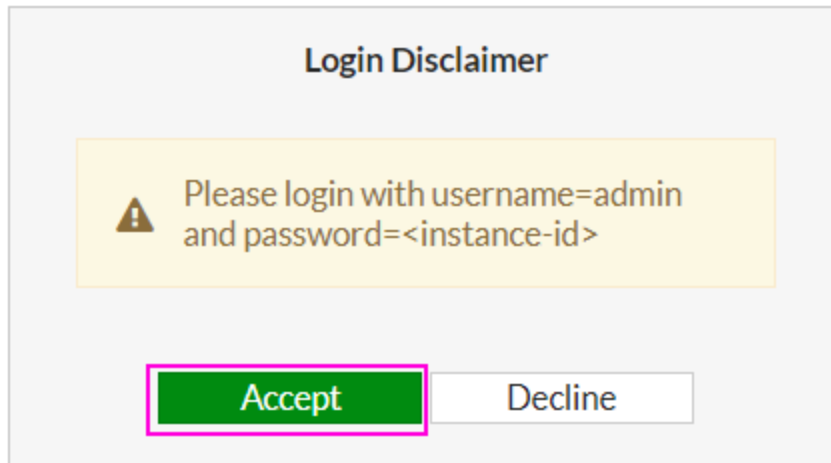 Login Disclaimer
Please login with username=admin
and password=<instance-id>
Accept
Decline